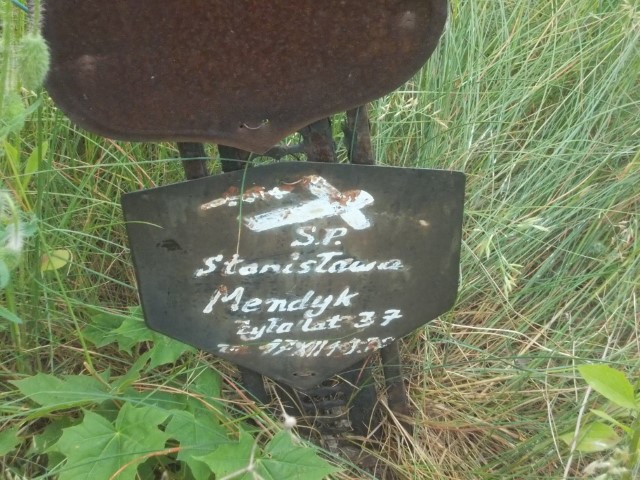 S.P.
Stanisława
Mendyk
żyła lat 37